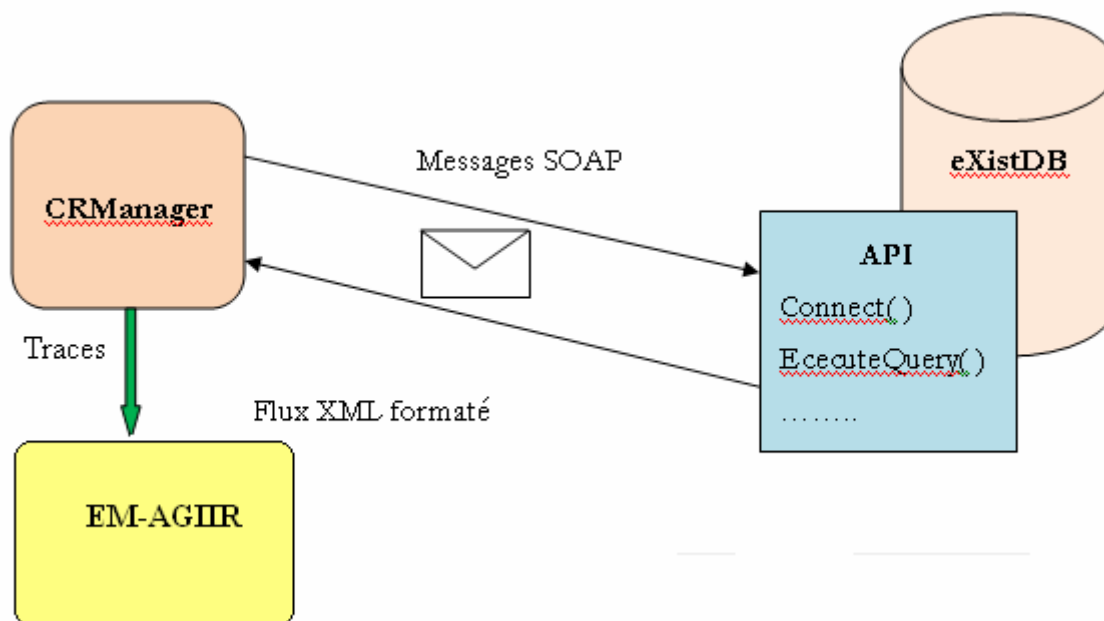 Messages SOAP
eXistDB
CRManager
API
Connect( )
EcecuteQuery( )
........
Traces
Flux XML formaté
EM-AGIIR